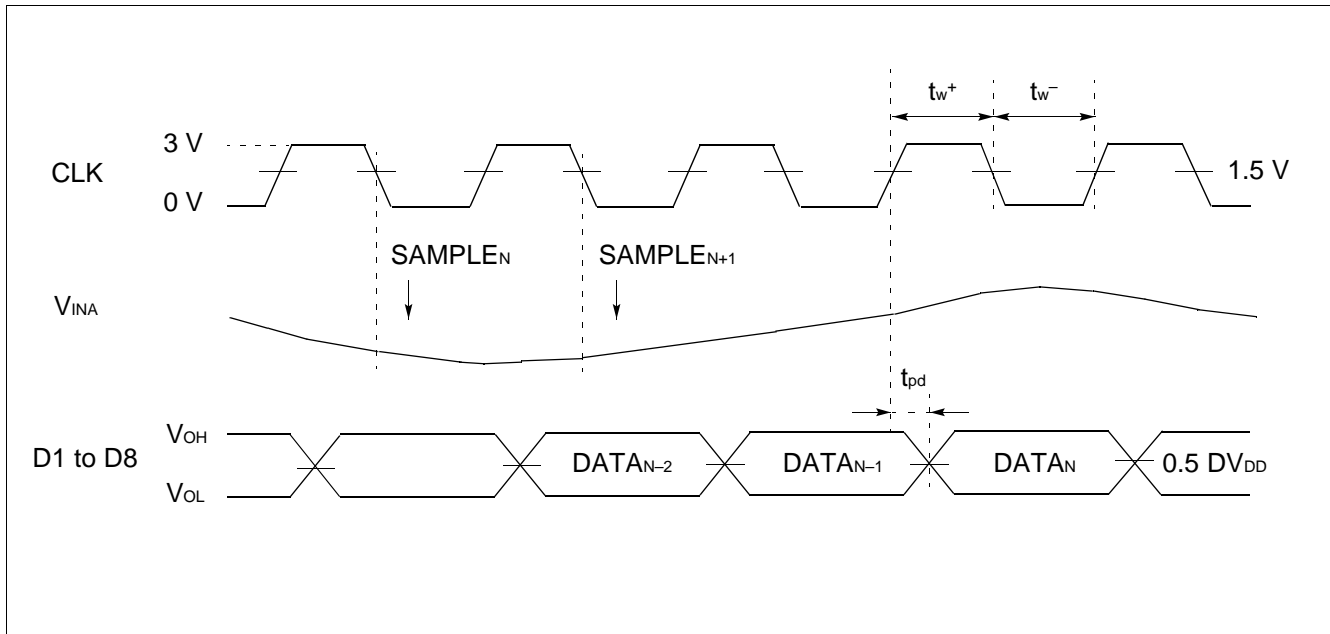 tw+ tw–
3 V
CLK
1.5 V
0 V
SAMPLEN SAMPLEN+1
VINA
tpd
VOH
D1 to D8 DATAN–2 DATAN–1 DATAN 0.5 DVDD
VOL